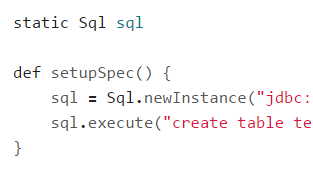 static Sql sql
def setupSpec() {
sql = Sql.newInstance("jdbc:
sql.execute("create table te
}